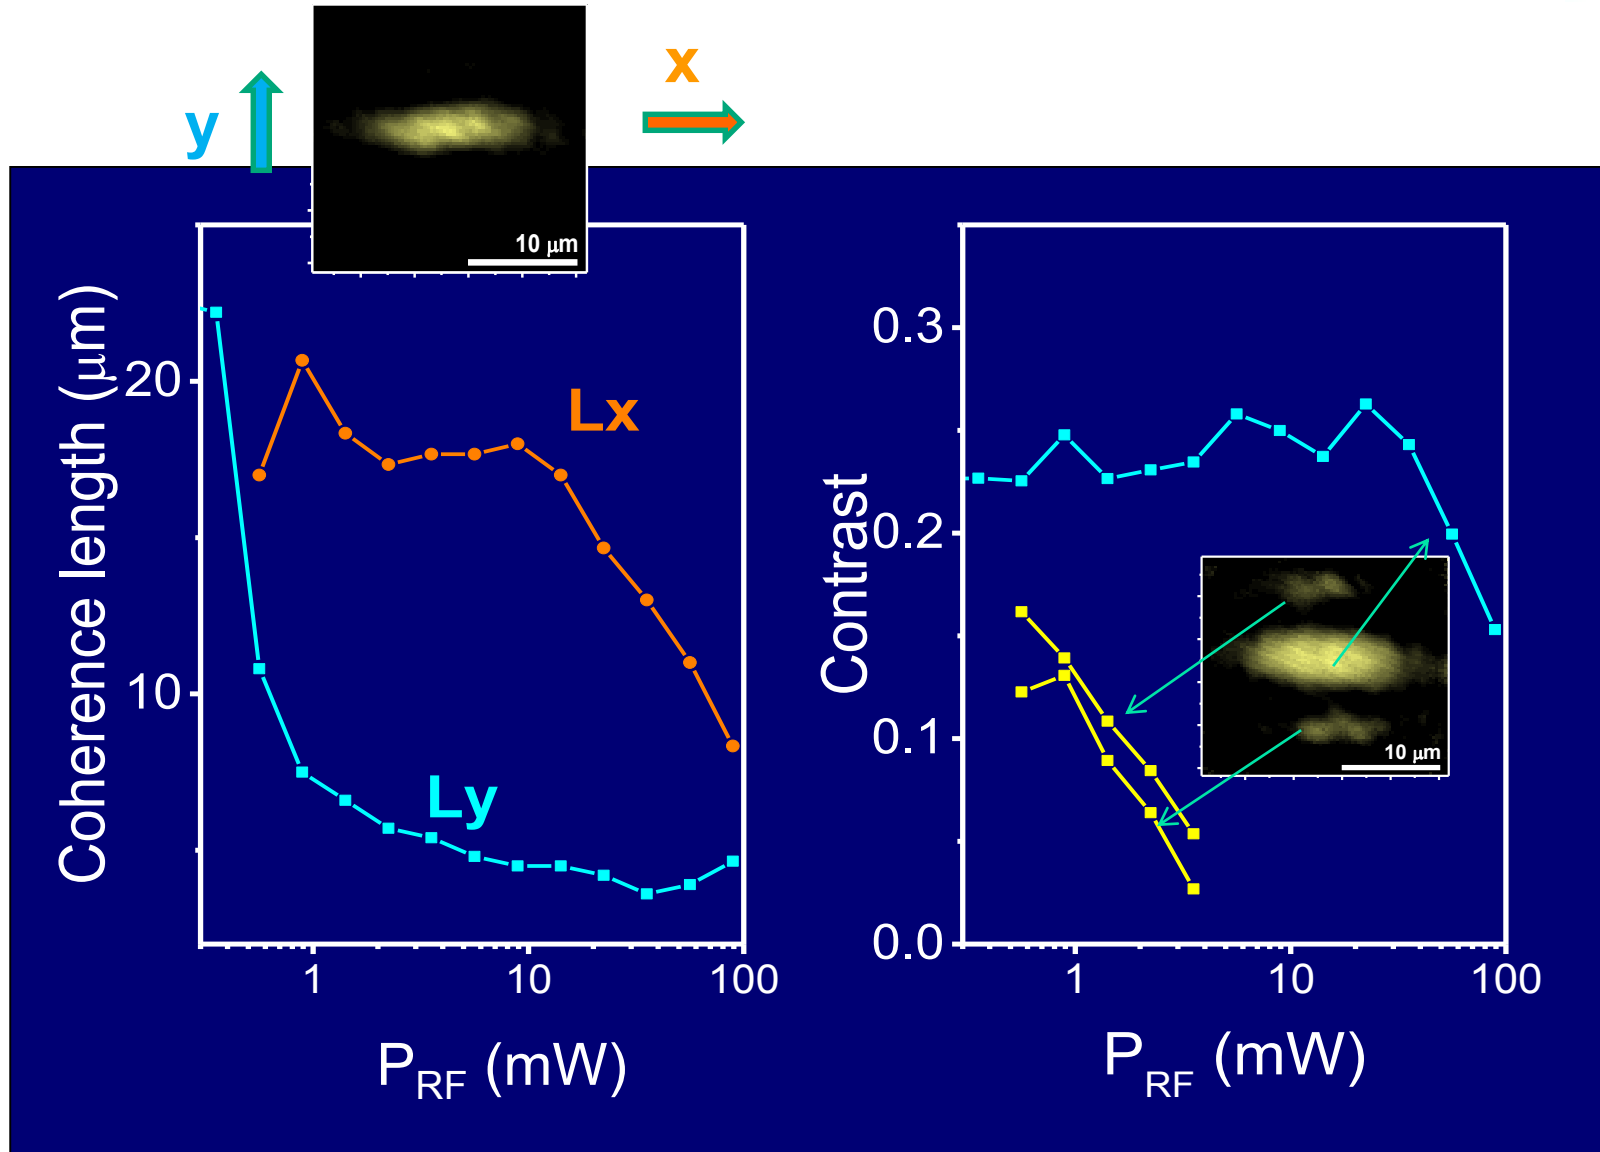 y
x
10 μm
Coherence length (μm)
20
10
Lx
Ly
1
10
100
P_RF (mW)
Contrast
0.3
0.2
0.1
0.0
10 μm
1
10
100
P_RF (mW)